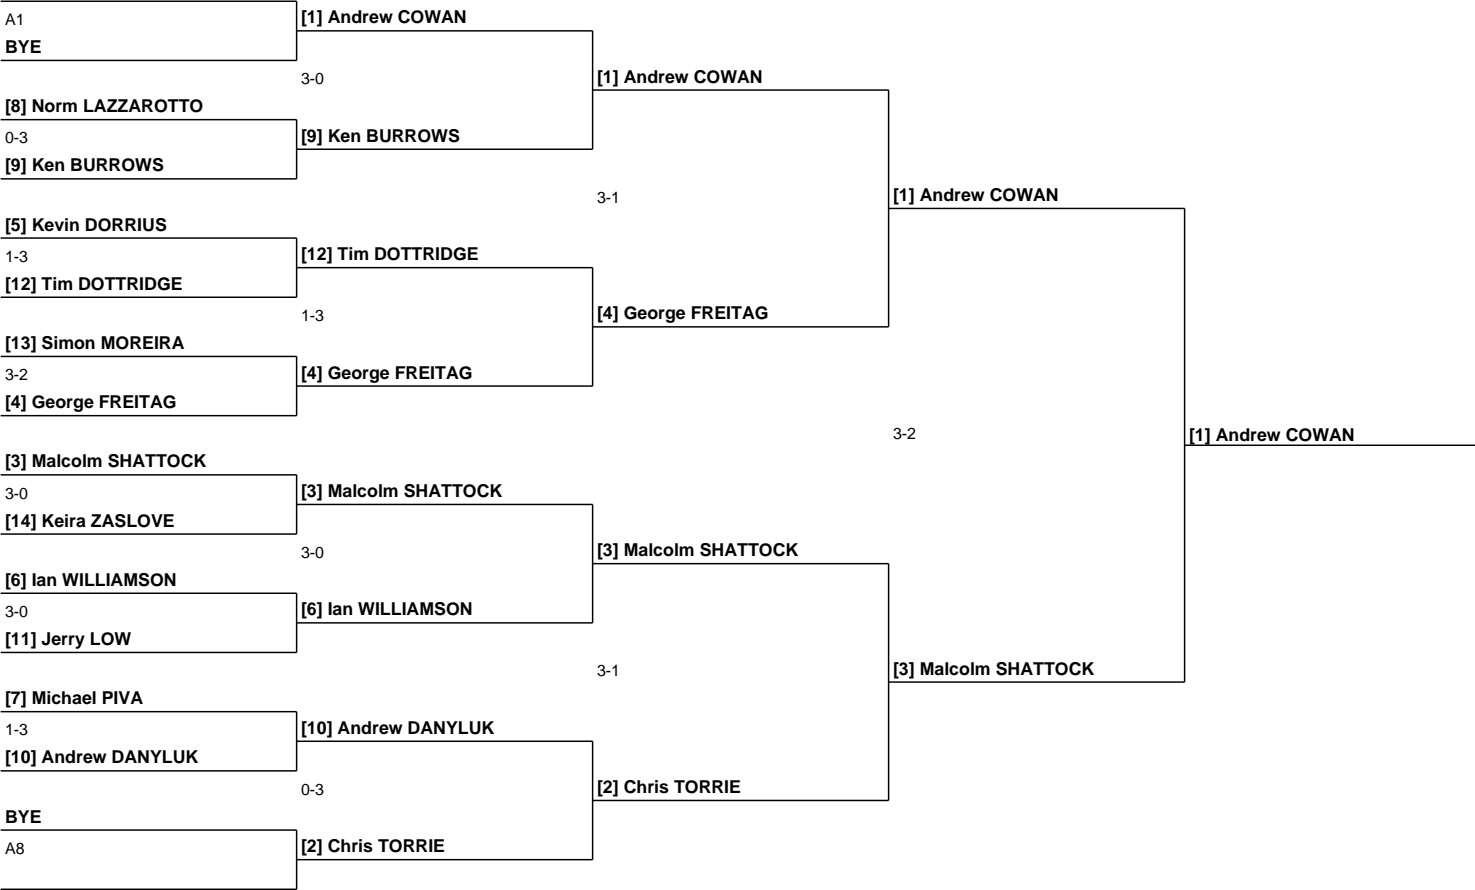 A1
BYE
[8] Norm LAZZAROTTO
0-3
[9] Ken BURROWS
[5] Kevin DORRIUS
1-3
[12] Tim DOTTRIDGE
[13] Simon MOREIRA
3-2
[4] George FREITAG
[3] Malcolm SHATTOCK
3-0
[14] Keira ZASLOVE
[6] Ian WILLIAMSON
3-0
[11] Jerry LOW
[7] Michael PIVA
1-3
[10] Andrew DANYLUK
BYE
A8
[1] Andrew COWAN
3-0
[9] Ken BURROWS
[12] Tim DOTTRIDGE
1-3
[4] George FREITAG
[3] Malcolm SHATTOCK
3-0
[6] Ian WILLIAMSON
[10] Andrew DANYLUK
0-3
[2] Chris TORRIE
[1] Andrew COWAN
3-1
[4] George FREITAG
[3] Malcolm SHATTOCK
3-1
[2] Chris TORRIE
[1] Andrew COWAN
3-2
[3] Malcolm SHATTOCK
[1] Andrew COWAN